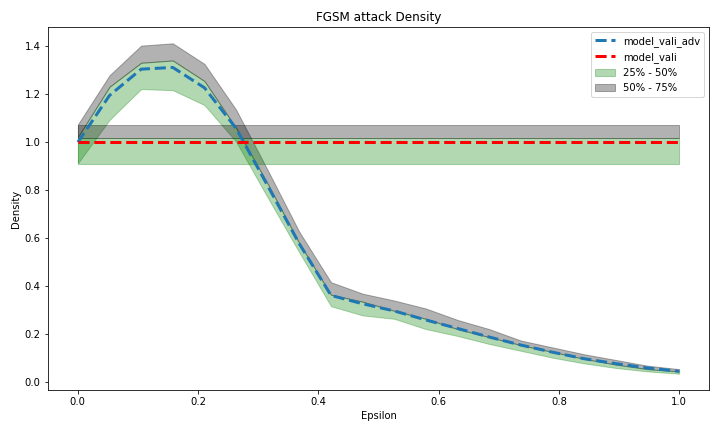 FGSM attack Density
model_vali_adv
model_vali
25% - 50%
50% - 75%
Density
1.4
1.2
1.0
0.8
0.6
0.4
0.2
0.0
0.0 0.2 0.4 0.6 0.8 1.0
Epsilon